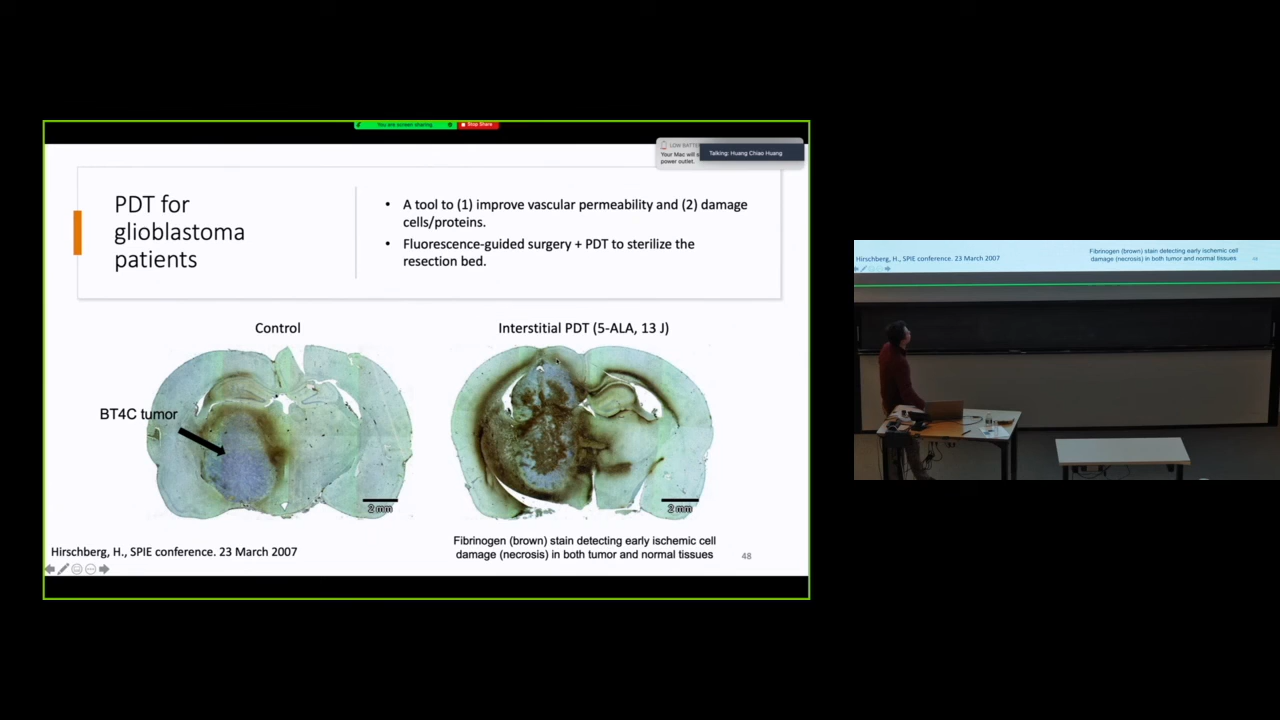 You are screen sharing
Stop Share
LOW BATTE
Your Mac will s
power outlet.
Talking: Huang Chiao Huang
PDT for
glioblastoma
patients
• A tool to (1) improve vascular permeability and (2) damage
cells/proteins.
• Fluorescence-guided surgery + PDT to sterilize the
resection bed.
Control
Interstitial PDT (5-ALA, 13 J)
BT4C tumor
2 mm
2 mm
Hirschberg, H., SPIE conference. 23 March 2007
Fibrinogen (brown) stain detecting early ischemic cell
damage (necrosis) in both tumor and normal tissues
48
Hirschberg, H., SPIE conference. 23 March 2007
Fibrinogen (brown) stain detecting early ischemic cell
damage (necrosis) in both tumor and normal tissues
48